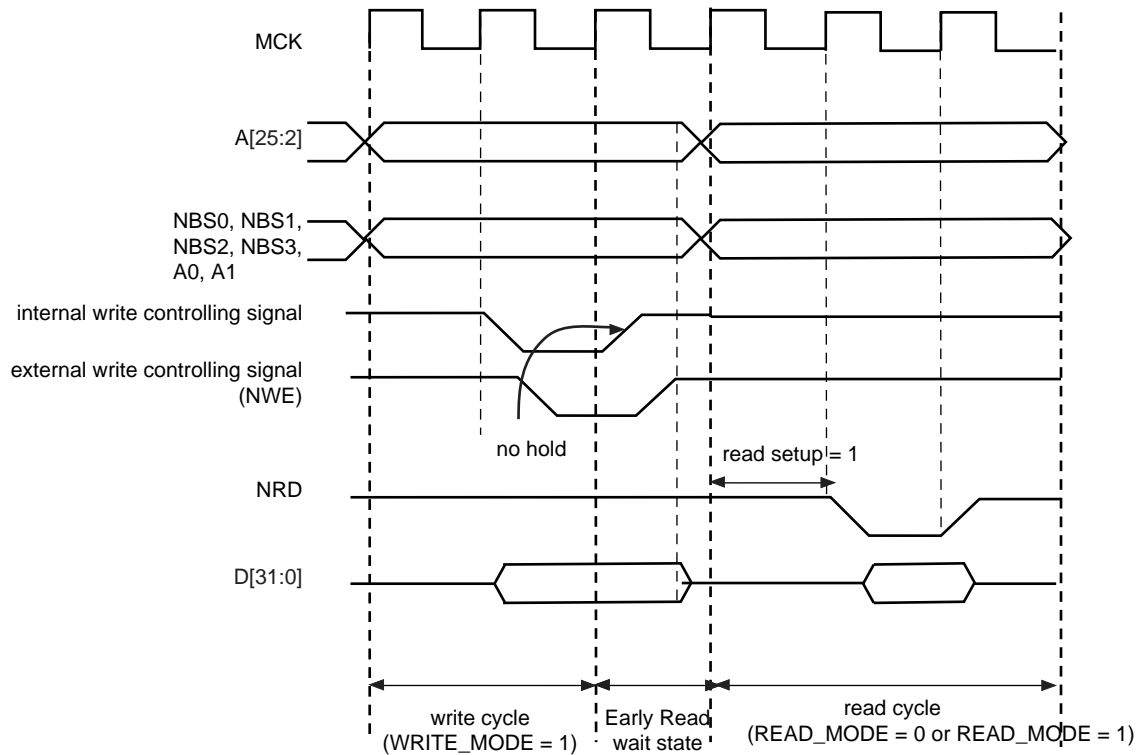 MCK
A[25:2]
NBS0, NBS1,
NBS2, NBS3,
A0, A1
internal write controlling signal
external write controlling signal
(NWE)
no hold
read setup = 1
NRD
D[31:0]
write cycle
(WRITE_MODE = 1)
Early Read
wait state
read cycle
(READ_MODE = 0 or READ_MODE = 1)